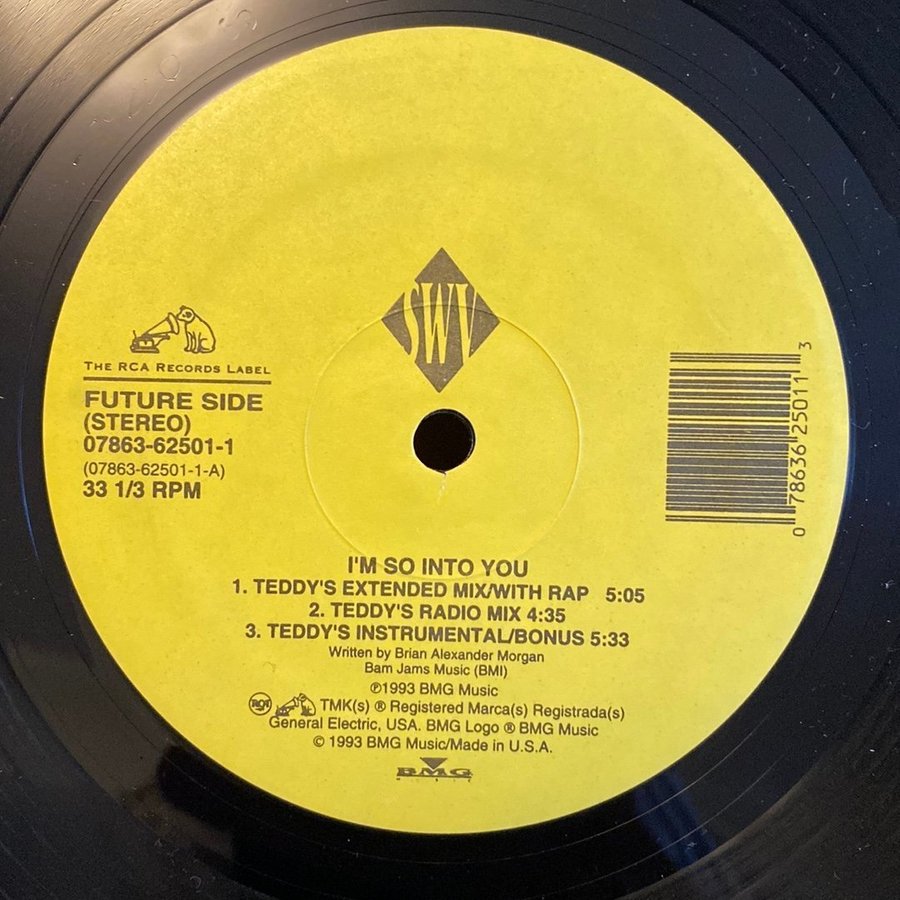 SWV
THE RCA RECORDS LABEL
FUTURE SIDE
(STEREO)
07863-62501-1
(07863-62501-1-A)
33 1/3 RPM
0 78636 25011 3
I'M SO INTO YOU
1. TEDDY'S EXTENDED MIX/WITH RAP 5:05
2. TEDDY'S RADIO MIX 4:35
3. TEDDY'S INSTRUMENTAL/BONUS 5:33
Written by Brian Alexander Morgan
Bam Jams Music (BMI)
℗1993 BMG Music
RCA TMK(s) ® Registered Marca(s) Registrada(s)
General Electric, USA. BMG Logo ® BMG Music
© 1993 BMG Music/Made in U.S.A.
BMG
MUSIC